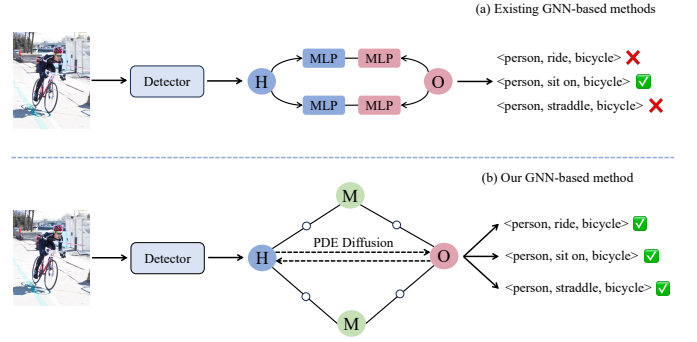 (a) Existing GNN-based methods
MLP MLP
<person, ride, bicycle>
Detector H O <person, sit on, bicycle>
MLP MLP
<person, straddle, bicycle>
(b) Our GNN-based method
M
<person, ride, bicycle>
PDE Diffusion
Detector H O <person, sit on, bicycle>
<person, straddle, bicycle>
M